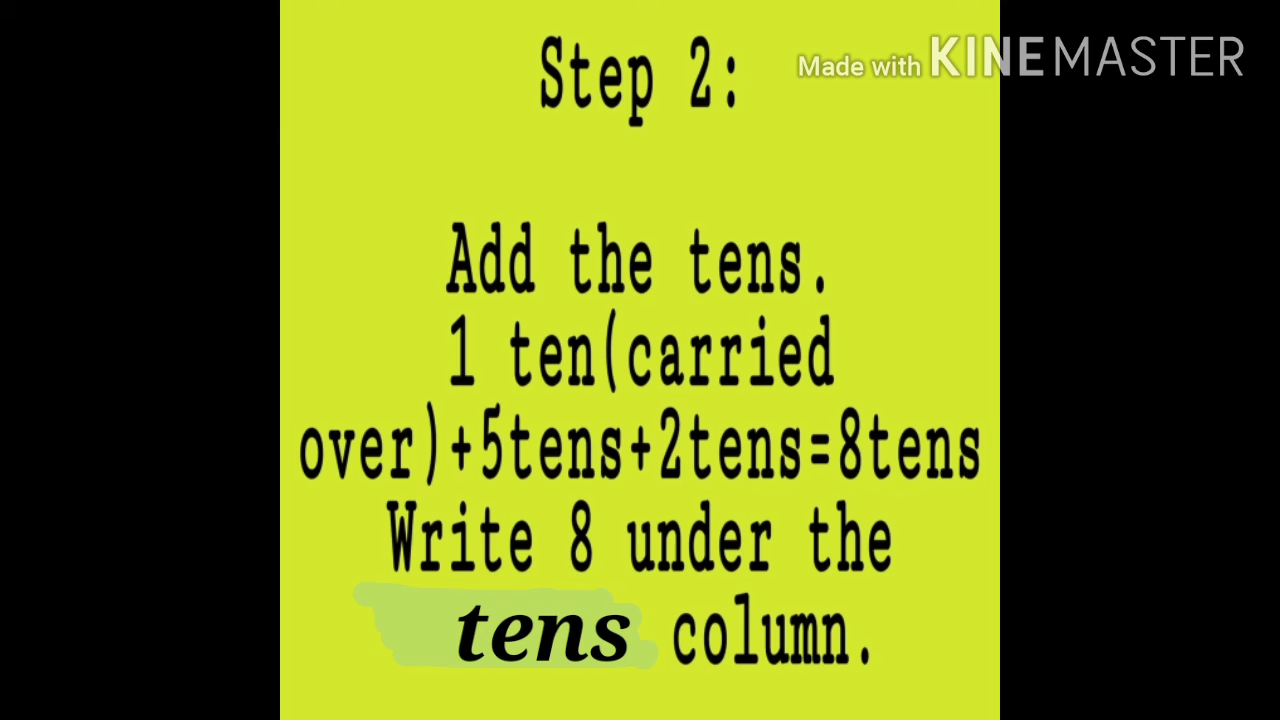 Step 2:
Made with KINEMASTER
Add the tens.
1 ten(carried
over)+5tens+2tens=8tens
Write 8 under the
tens column.